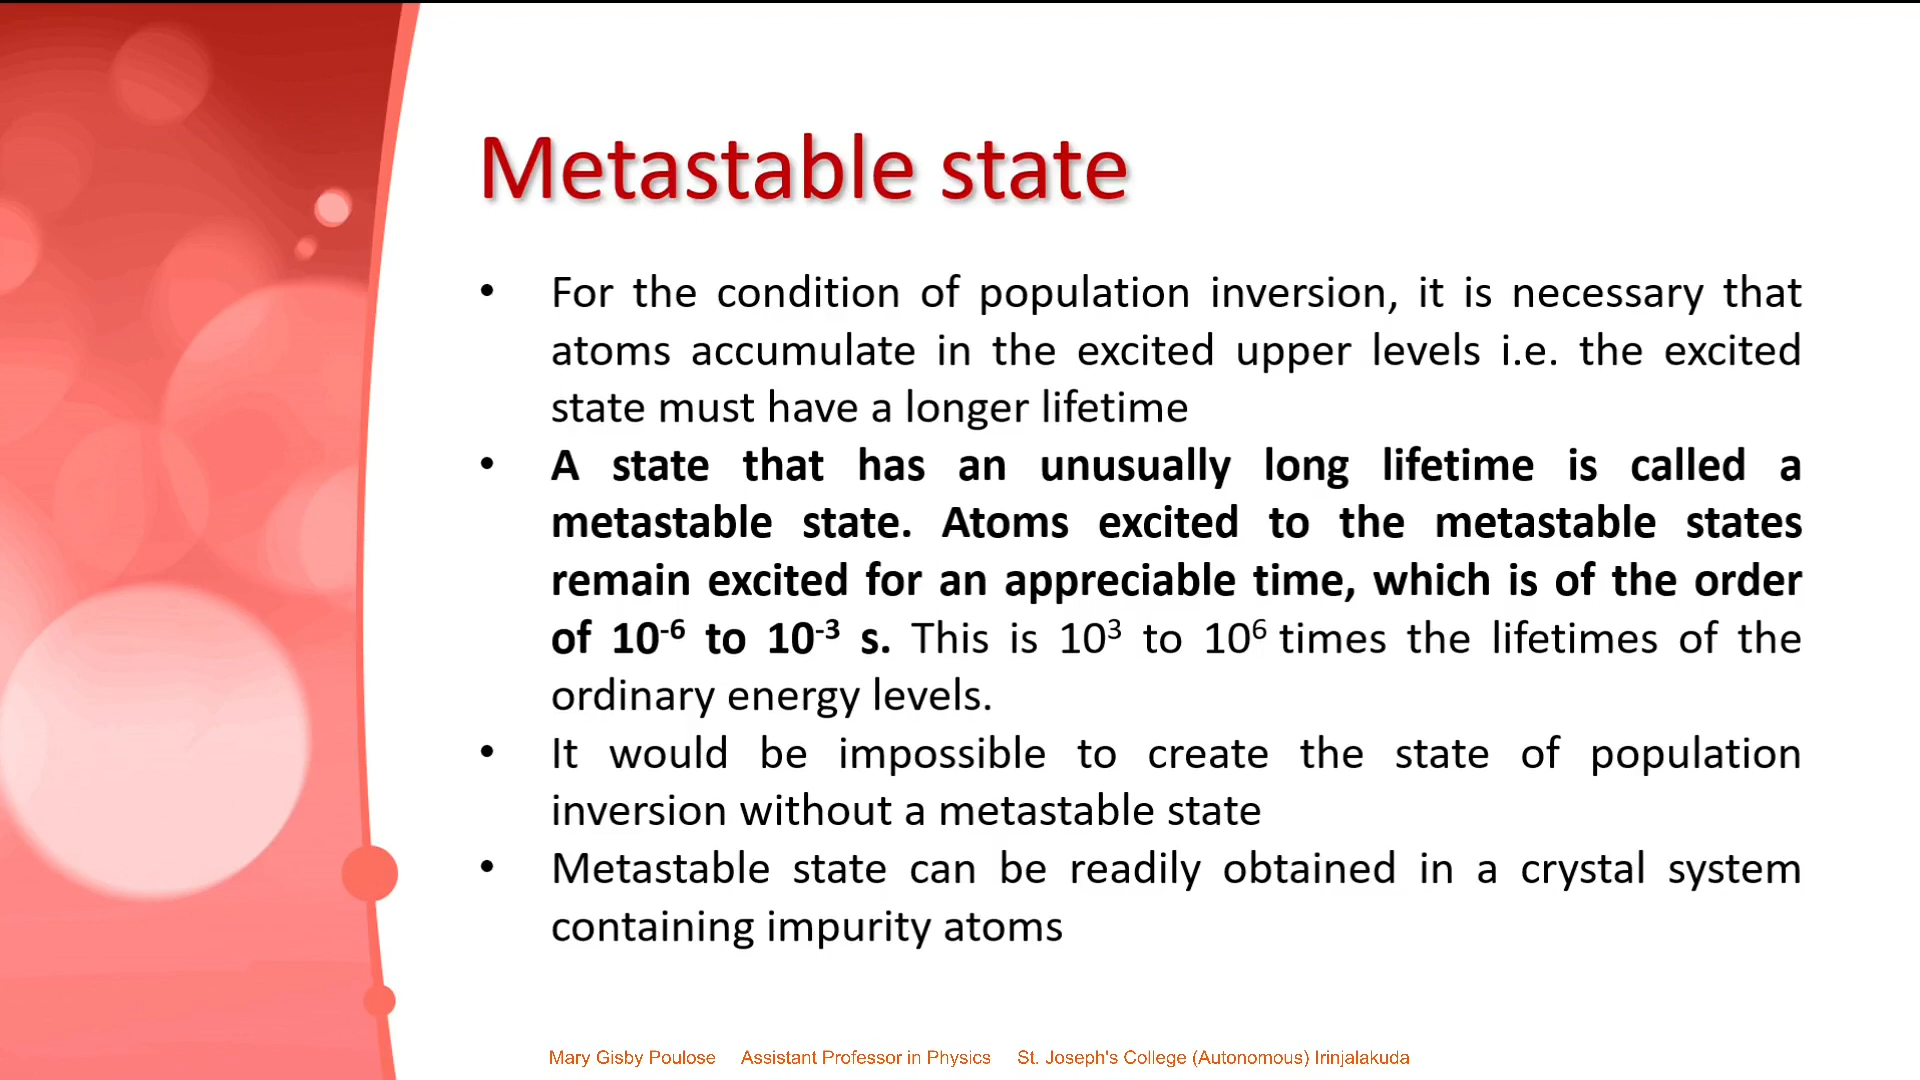 Metastable state
• For the condition of population inversion, it is necessary that
atoms accumulate in the excited upper levels i.e. the excited
state must have a longer lifetime
• A state that has an unusually long lifetime is called a
metastable state. Atoms excited to the metastable states
remain excited for an appreciable time, which is of the order
of 10⁻⁶ to 10⁻³ s. This is 10³ to 10⁶ times the lifetimes of the
ordinary energy levels.
• It would be impossible to create the state of population
inversion without a metastable state
• Metastable state can be readily obtained in a crystal system
containing impurity atoms
Mary Gisby Poulose Assistant Professor in Physics St. Joseph's College (Autonomous) Irinjalakuda